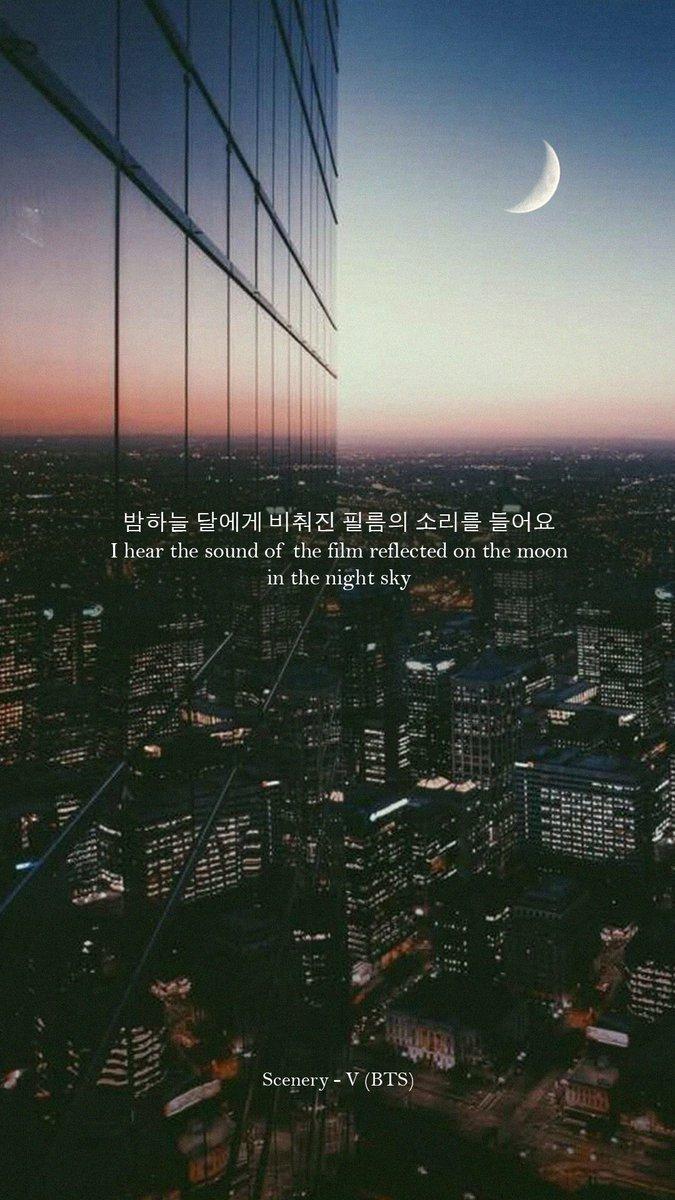 밤하늘 달에게 비춰진 필름의 소리를 들어요
I hear the sound of the film reflected on the moon
in the night sky
Scenery - V (BTS)